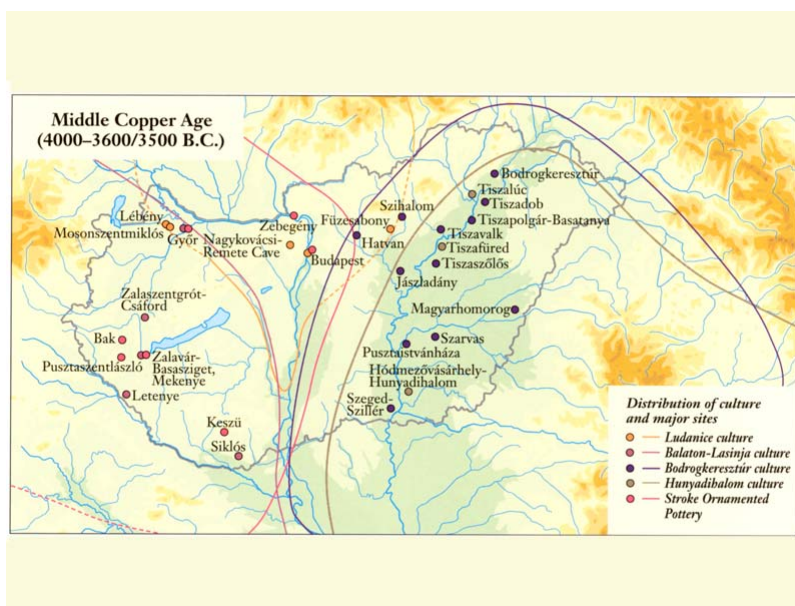 Middle Copper Age
(4000–3600/3500 B.C.)
Bodrogkeresztúr
Tiszalúc
Tiszadob
Szihalom
Lébény
Zebegény
Füzesabony
Tiszapolgár-Basatanya
Mosonszentmiklós
Győr
Nagykovácsi-
Remete Cave
Hatvan
Tiszavalk
Tiszafüred
Budapest
Tiszaszőlős
Jászladány
Zalaszentgrót-
Csáford
Magyarhomorog
Bak
Szarvas
Pusztaszentlászló
Zalavár-
Basasziget,
Mekenye
Pusztaistvánháza
Hódmezővásárhely-
Hunyadihalom
Letenye
Szeged-
Szillér
Keszü
Siklós
Distribution of culture
and major sites
Ludanice culture
Balaton-Lasinja culture
Bodrogkeresztúr culture
Hunyadihalom culture
Stroke Ornamented
Pottery